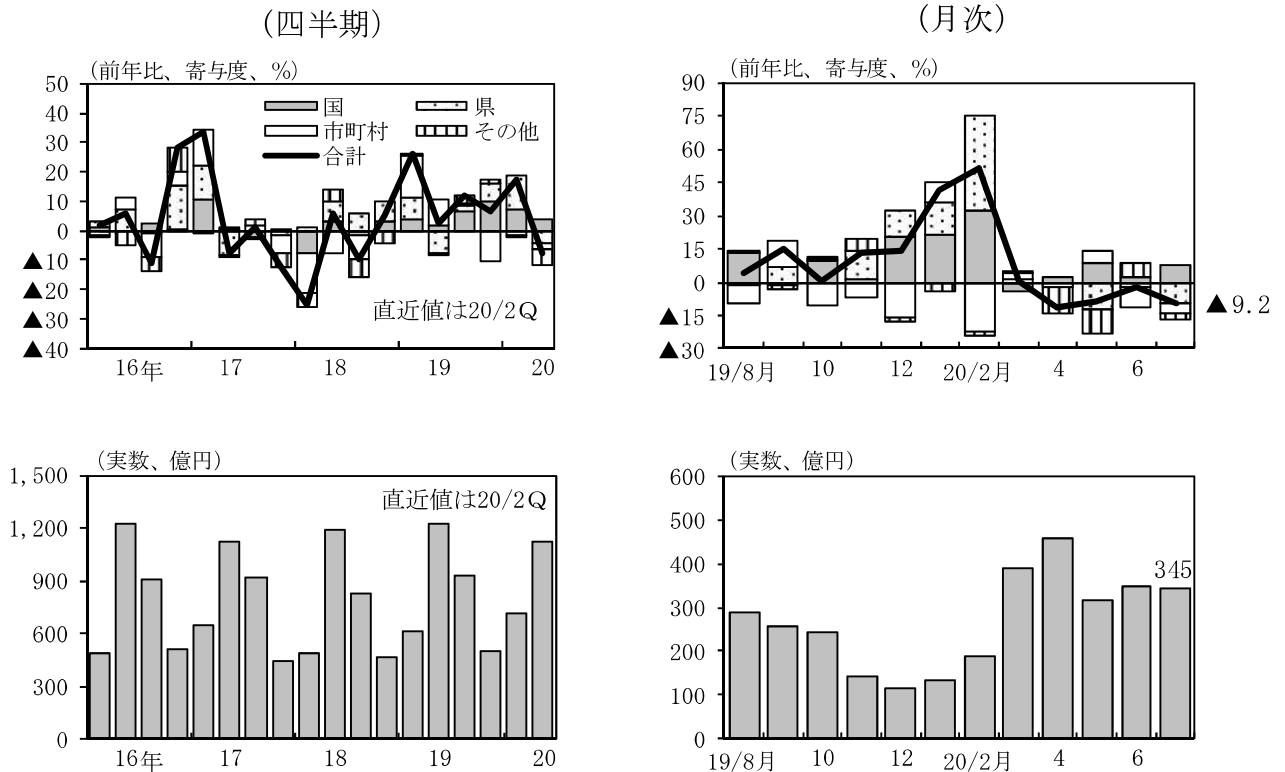 (四半期)
(前年比、寄与度、%)
50
40
30
20
10
0
▲10
▲20
▲30
▲40
国
県
市町村
その他
合計
直近値は20/2Q
16年 17 18 19 20
(月次)
(前年比、寄与度、%)
90
75
60
45
30
15
0
▲15
▲30
▲9.2
19/8月 10 12 20/2月 4 6
(実数、億円)
1,500
1,200
900
600
300
0
直近値は20/2Q
16年 17 18 19 20
(実数、億円)
600
500
400
300
200
100
0
345
19/8月 10 12 20/2月 4 6